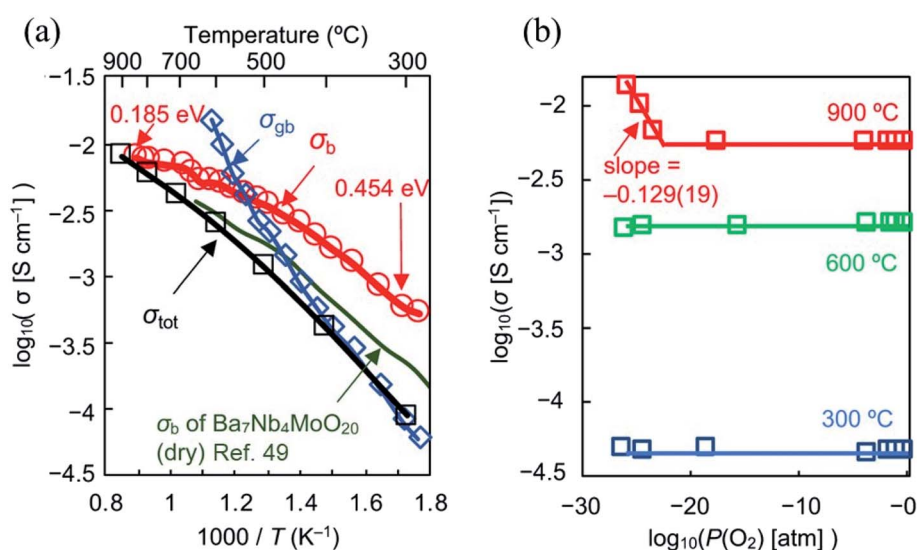 (a)
Temperature (ºC)
900 700 500 300
−1.5
−2.0
−2.5
−3.0
−3.5
−4.0
−4.5
log₁₀( σ [S cm⁻¹])
0.185 eV
σgb
σb
0.454 eV
σtot
σb of Ba₇Nb₄MoO₂₀
(dry) Ref. 49
0.8 1 1.2 1.4 1.6 1.8
1000 / T (K⁻¹)
(b)
−2
−2.5
−3
−3.5
−4
−4.5
log₁₀(σ [S cm⁻¹])
900 ºC
slope =
−0.129(19)
600 ºC
300 ºC
−30 −20 −10 −0
log₁₀(P(O₂) [atm] )